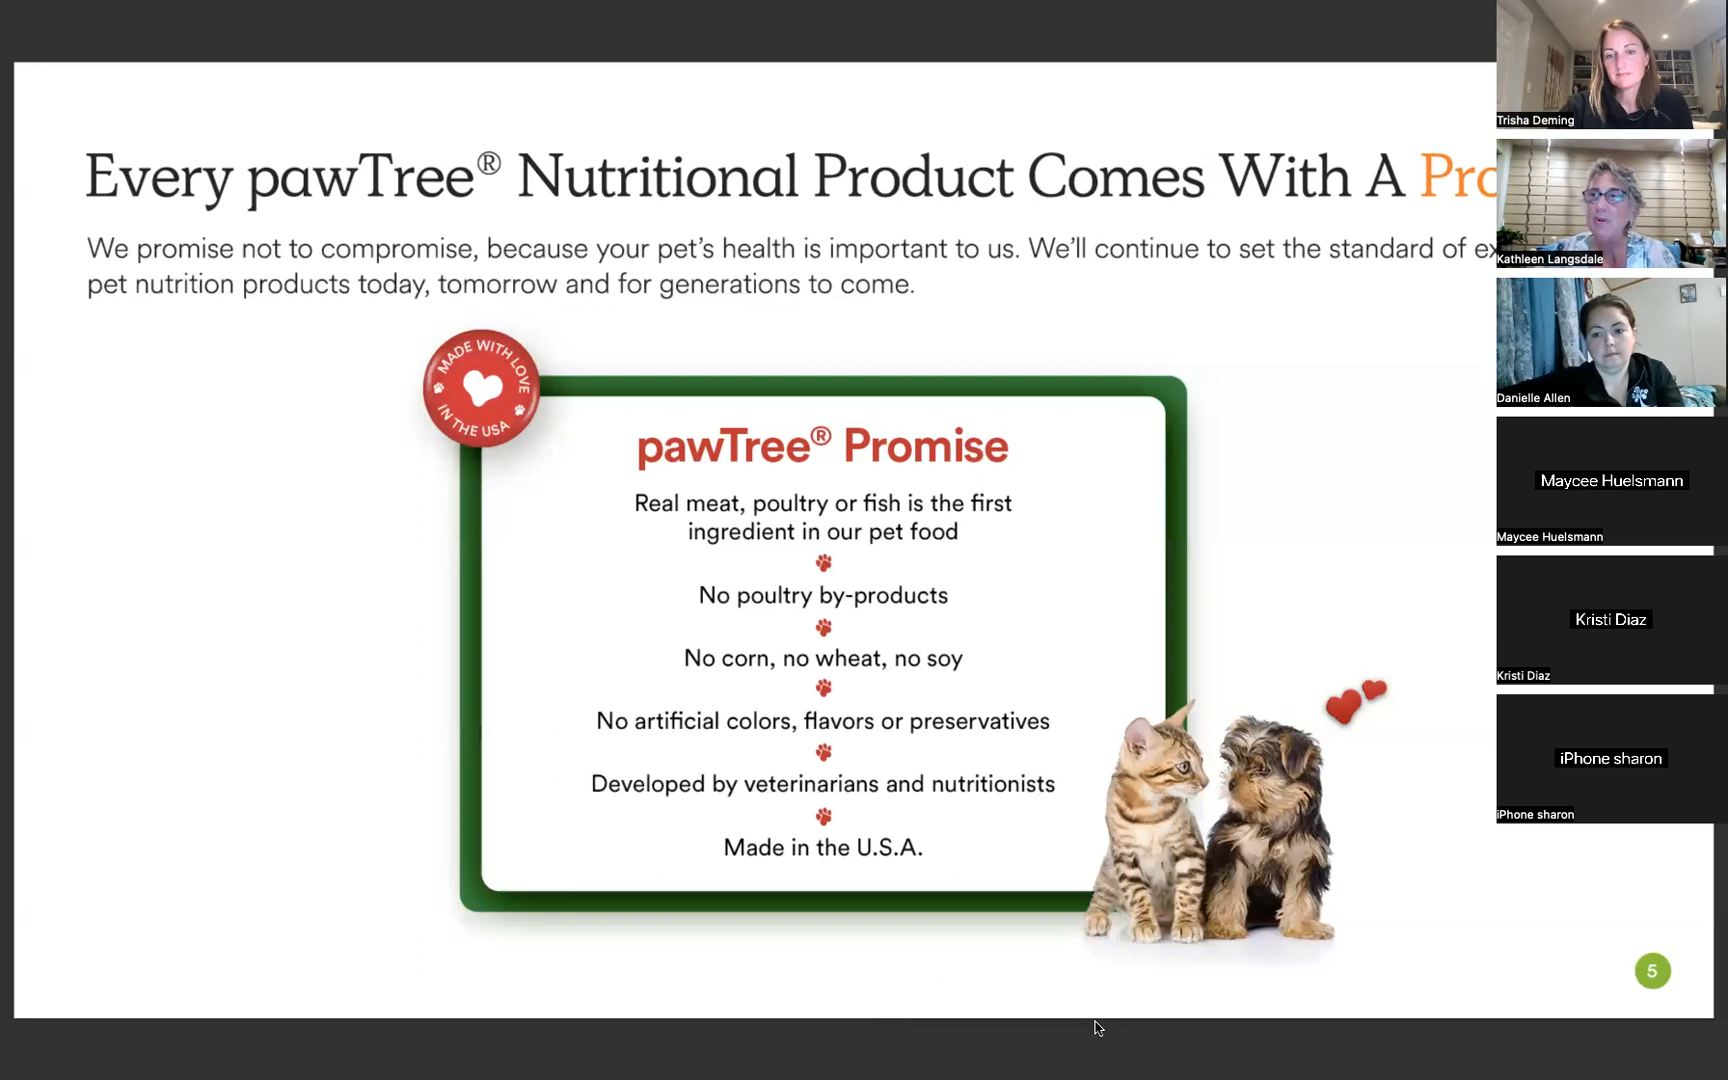 Every pawTree® Nutritional Product Comes With A Pro
We promise not to compromise, because your pet's health is important to us. We'll continue to set the standard of ex
pet nutrition products today, tomorrow and for generations to come.
MADE WITH LOVE
IN THE USA
pawTree® Promise
Real meat, poultry or fish is the first
ingredient in our pet food
No poultry by-products
No corn, no wheat, no soy
No artificial colors, flavors or preservatives
Developed by veterinarians and nutritionists
Made in the U.S.A.
5
Trisha Deming
Kathleen Langsdale
Danielle Allen
Maycee Huelsmann
Maycee Huelsmann
Kristi Diaz
Kristi Diaz
iPhone sharon
iPhone sharon